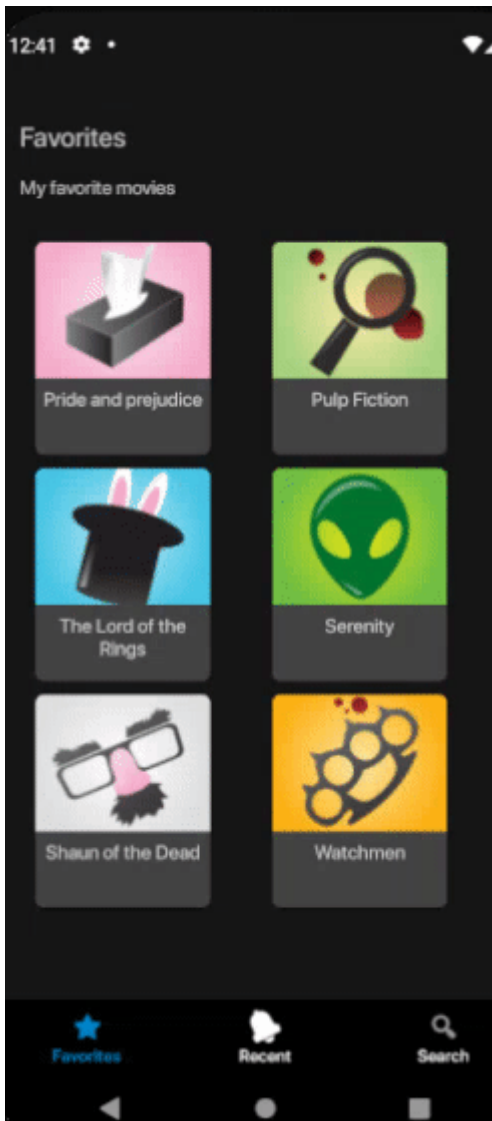 12:41
Favorites
My favorite movies
Pride and prejudice
Pulp Fiction
The Lord of the
Rings
Serenity
Shaun of the Dead
Watchmen
Favorites
Recent
Search